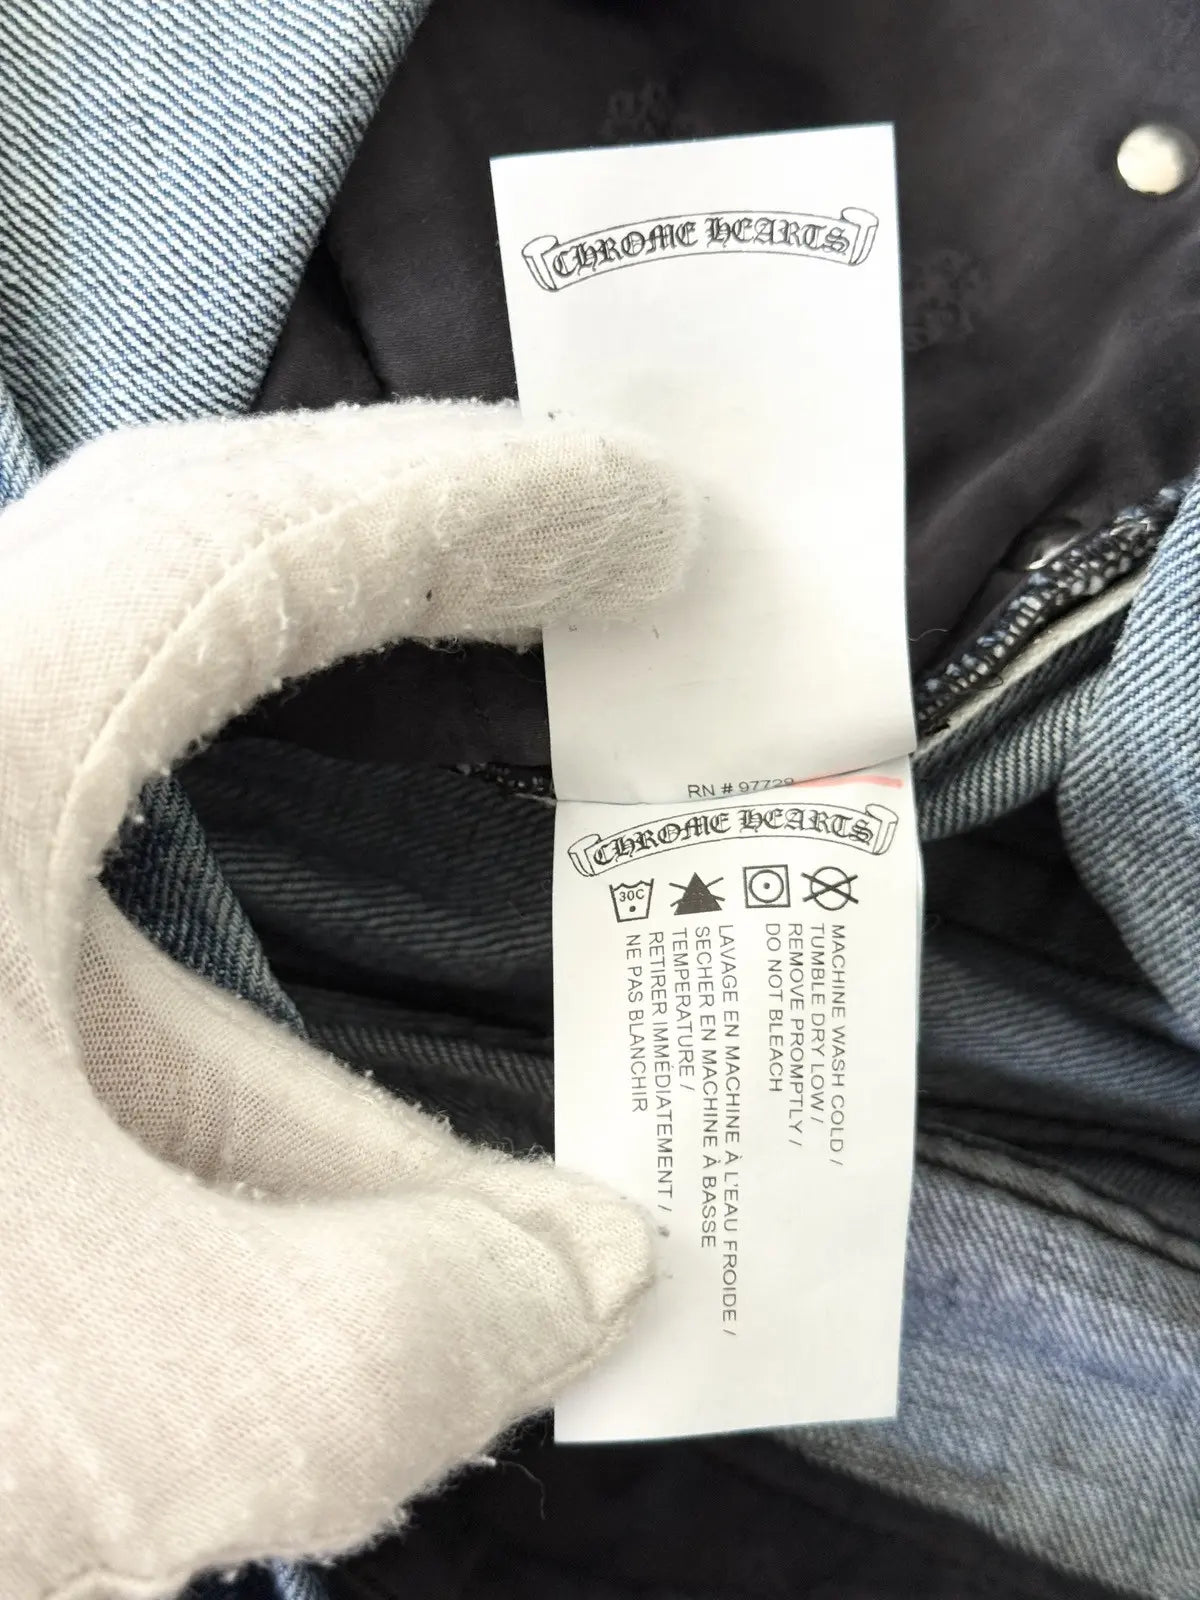 CHROME HEARTS
RN # 97729
CHROME HEARTS
30C
MACHINE WASH COLD /
TUMBLE DRY LOW /
REMOVE PROMPTLY /
DO NOT BLEACH
LAVAGE EN MACHINE À L'EAU FROIDE /
SECHER EN MACHINE À BASSE
TEMPERATURE /
RETIRER IMMÉDIATEMENT /
NE PAS BLANCHIR